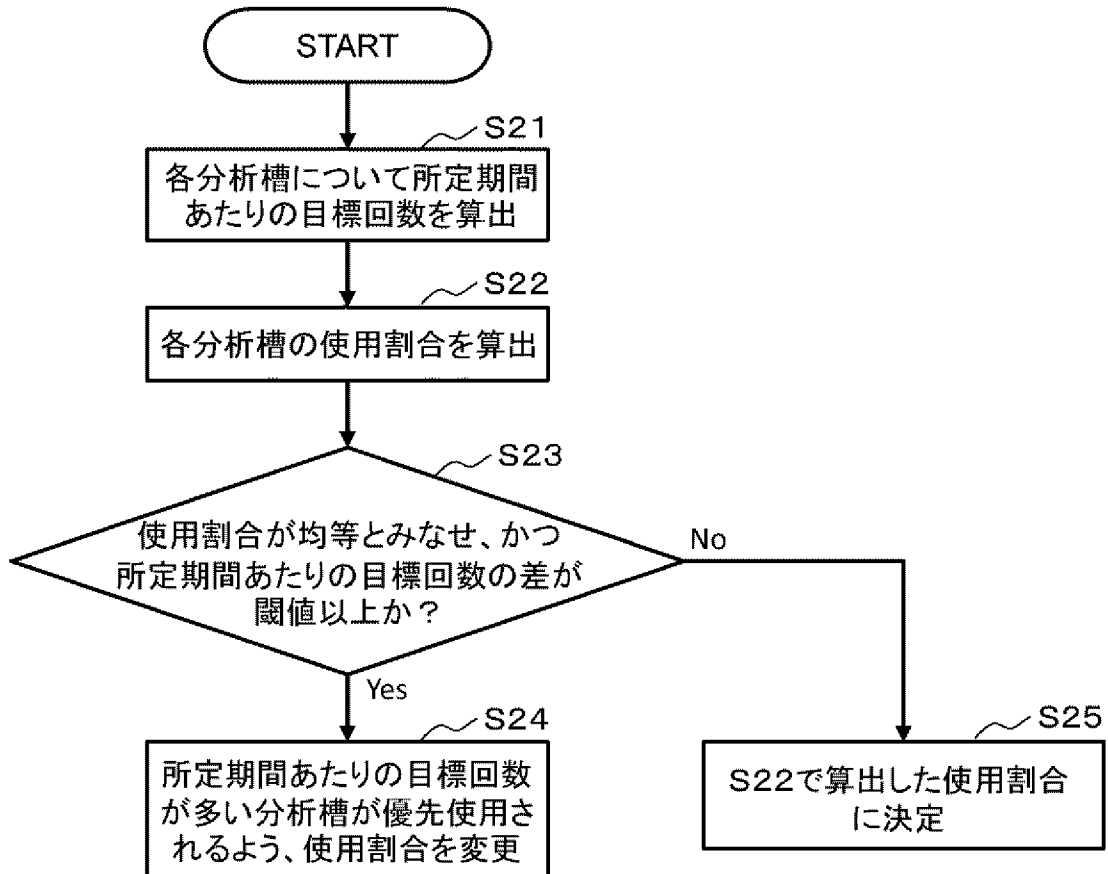 START
S21
各分析槽について所定期間
あたりの目標回数を算出
S22
各分析槽の使用割合を算出
S23
使用割合が均等とみなせ、かつ
所定期間あたりの目標回数の差が
閾値以上か？
No
Yes
S24
所定期間あたりの目標回数
が多い分析槽が優先使用さ
れるよう、使用割合を変更
S25
S22で算出した使用割合
に決定